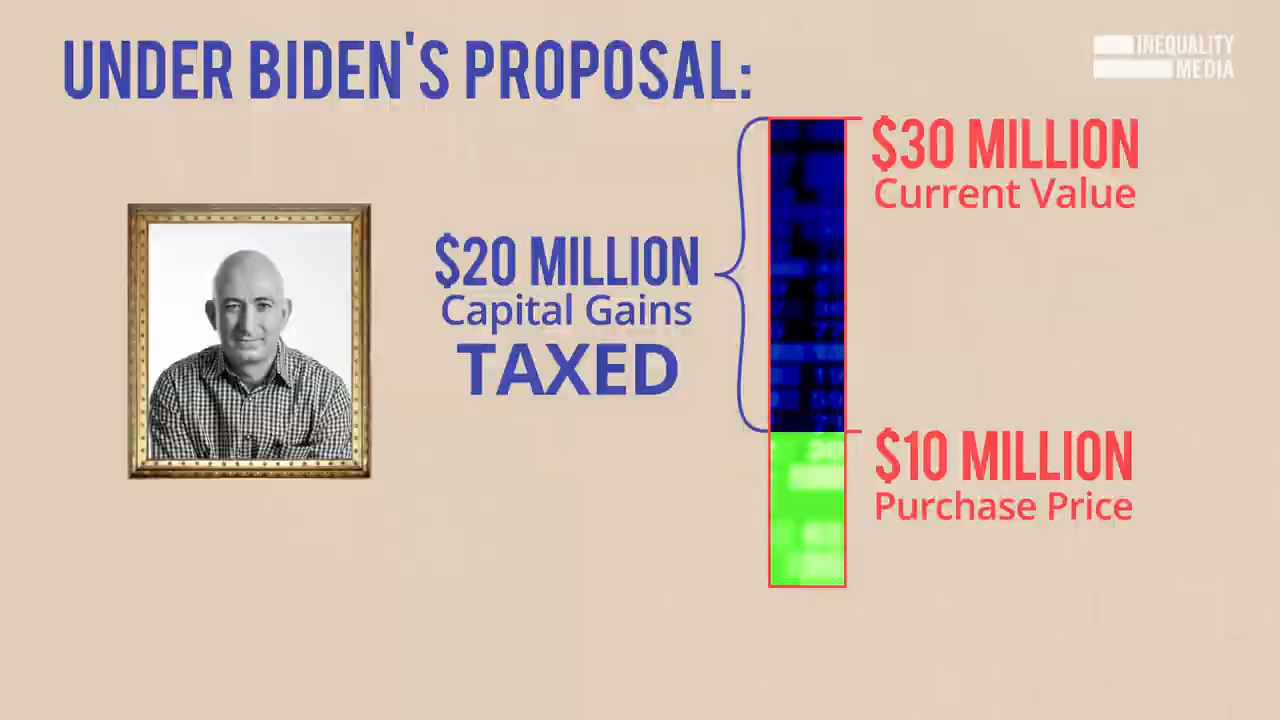 UNDER BIDEN'S PROPOSAL:
INEQUALITY
MEDIA
$30 MILLION
Current Value
$20 MILLION
Capital Gains
TAXED
$10 MILLION
Purchase Price